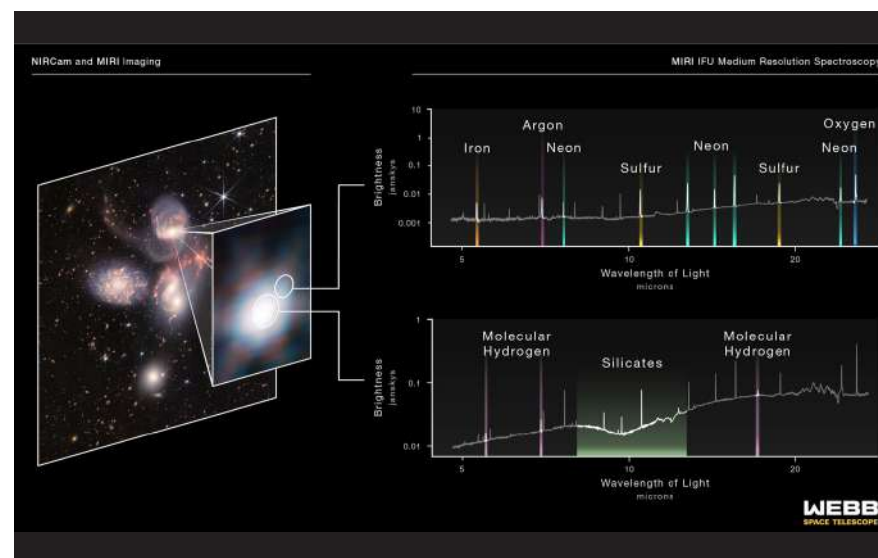 NIRCam and MIRI Imaging
MIRI IFU Medium Resolution Spectroscopy
10
1
0.1
0.01
0.001
Brightness
janskys
Iron
Argon
Neon
Sulfur
Neon
Sulfur
Oxygen
Neon
5
10
20
Wavelength of Light
microns
1
0.1
0.01
Brightness
janskys
Molecular
Hydrogen
Silicates
Molecular
Hydrogen
5
10
20
Wavelength of Light
microns
WEBB
SPACE TELESCOPE